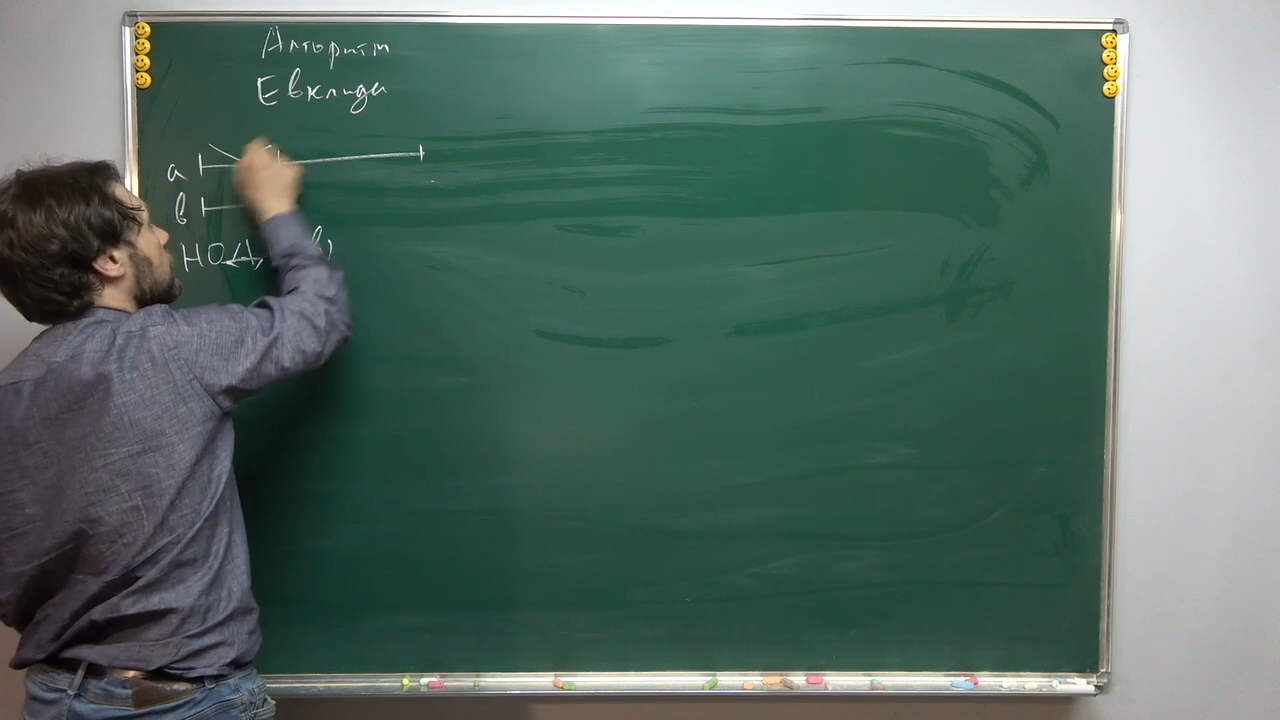 Алгоритм
Евклида
а
в
НОД
в)